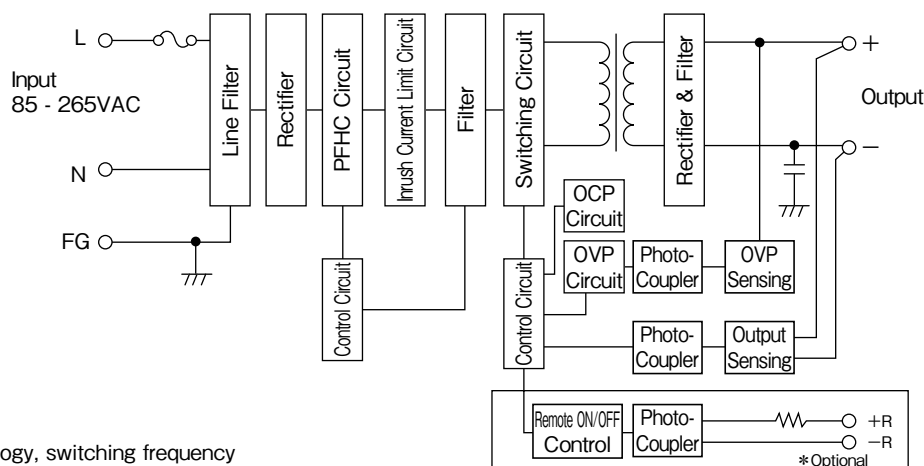 L
Input
85 - 265VAC
N
FG
Line Filter
Rectifier
PFHC Circuit
Inrush Current Limit Circuit
Filter
Switching Circuit
Rectifier & Filter
+
Output
−
Control Circuit
Control Circuit
OCP
Circuit
OVP
Circuit
Photo-
Coupler
OVP
Sensing
Photo-
Coupler
Output
Sensing
Remote ON/OFF
Control
Photo-
Coupler
+R
−R
*Optional
ogy, switching frequency